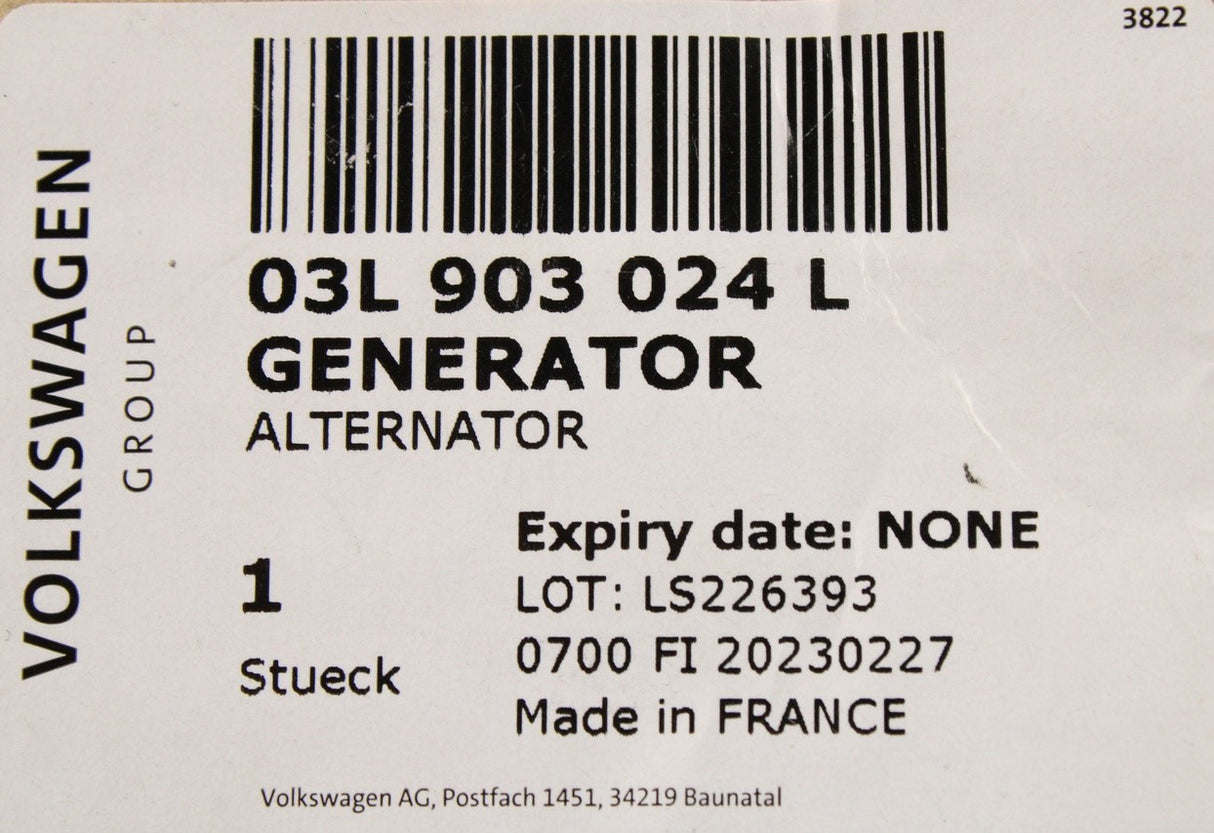 3822
VOLKSWAGEN
GROUP
03L 903 024 L
GENERATOR
ALTERNATOR
Expiry date: NONE
1
LOT: LS226393
0700 FI 20230227
Stueck
Made in FRANCE
Volkswagen AG, Postfach 1451, 34219 Baunatal